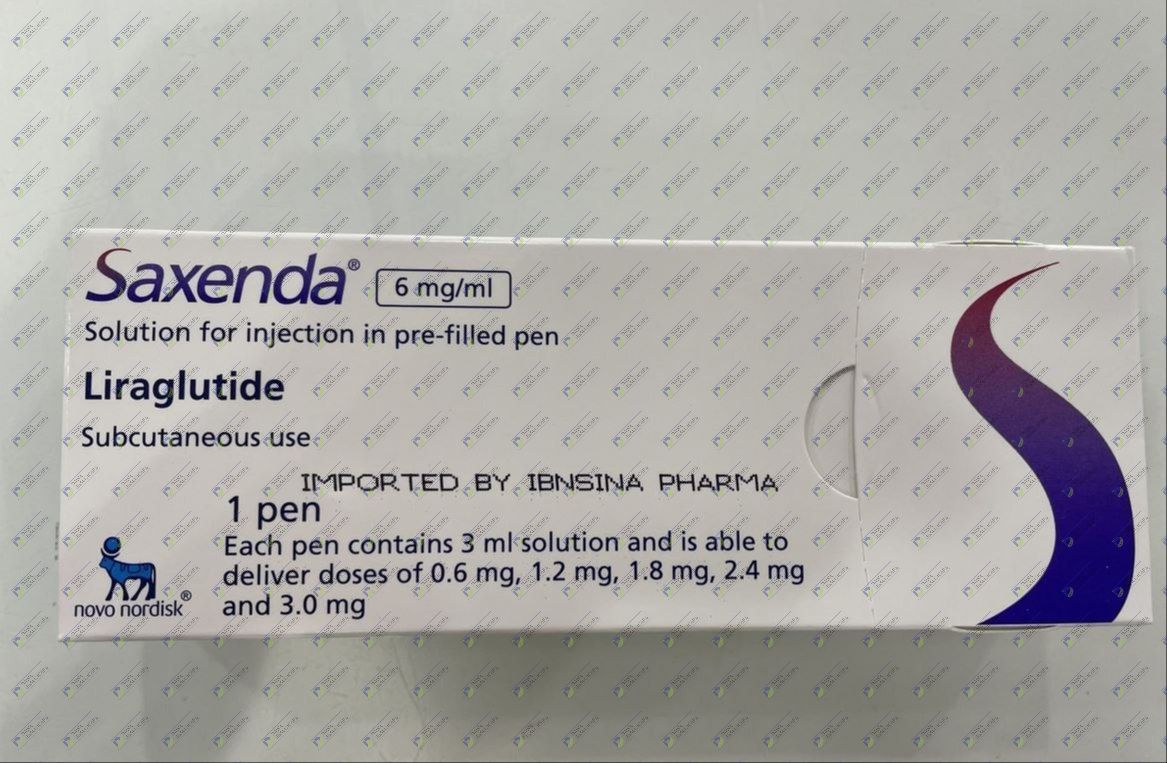 Saxenda® 6 mg/ml
Solution for injection in pre-filled pen
Liraglutide
Subcutaneous use
IMPORTED BY IBNSINA PHARMA
1 pen
Each pen contains 3 ml solution and is able to
deliver doses of 0.6 mg, 1.2 mg, 1.8 mg, 2.4 mg
and 3.0 mg
novo nordisk®